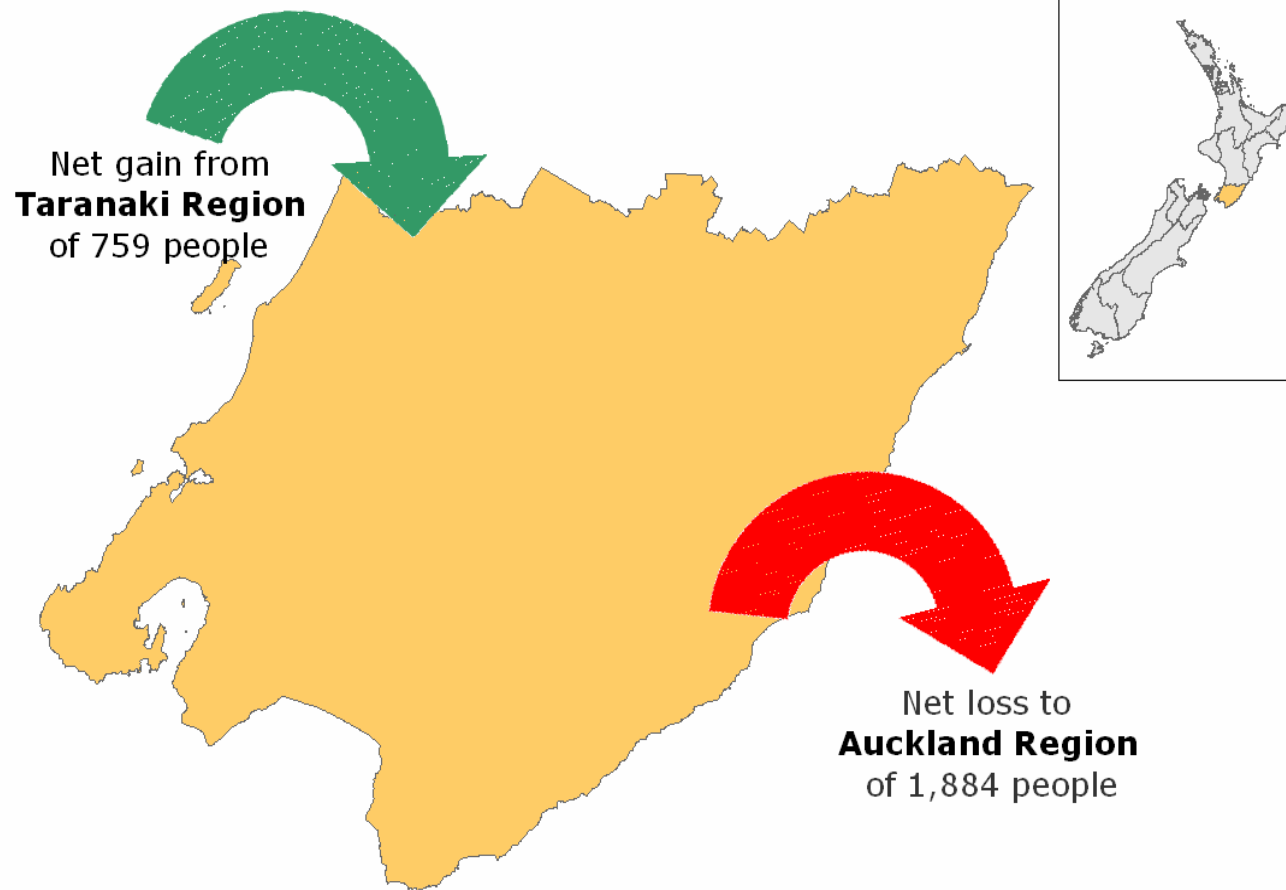 Net gain from
Taranaki Region
of 759 people
Net loss to
Auckland Region
of 1,884 people